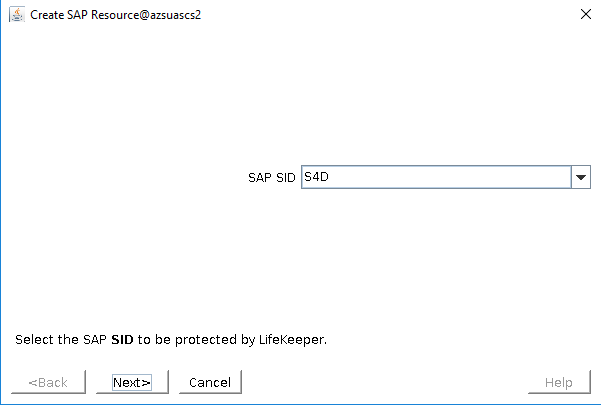 Create SAP Resource@azsuascs2
SAP SID S4D
Select the SAP SID to be protected by LifeKeeper.
<Back Next> Cancel Help